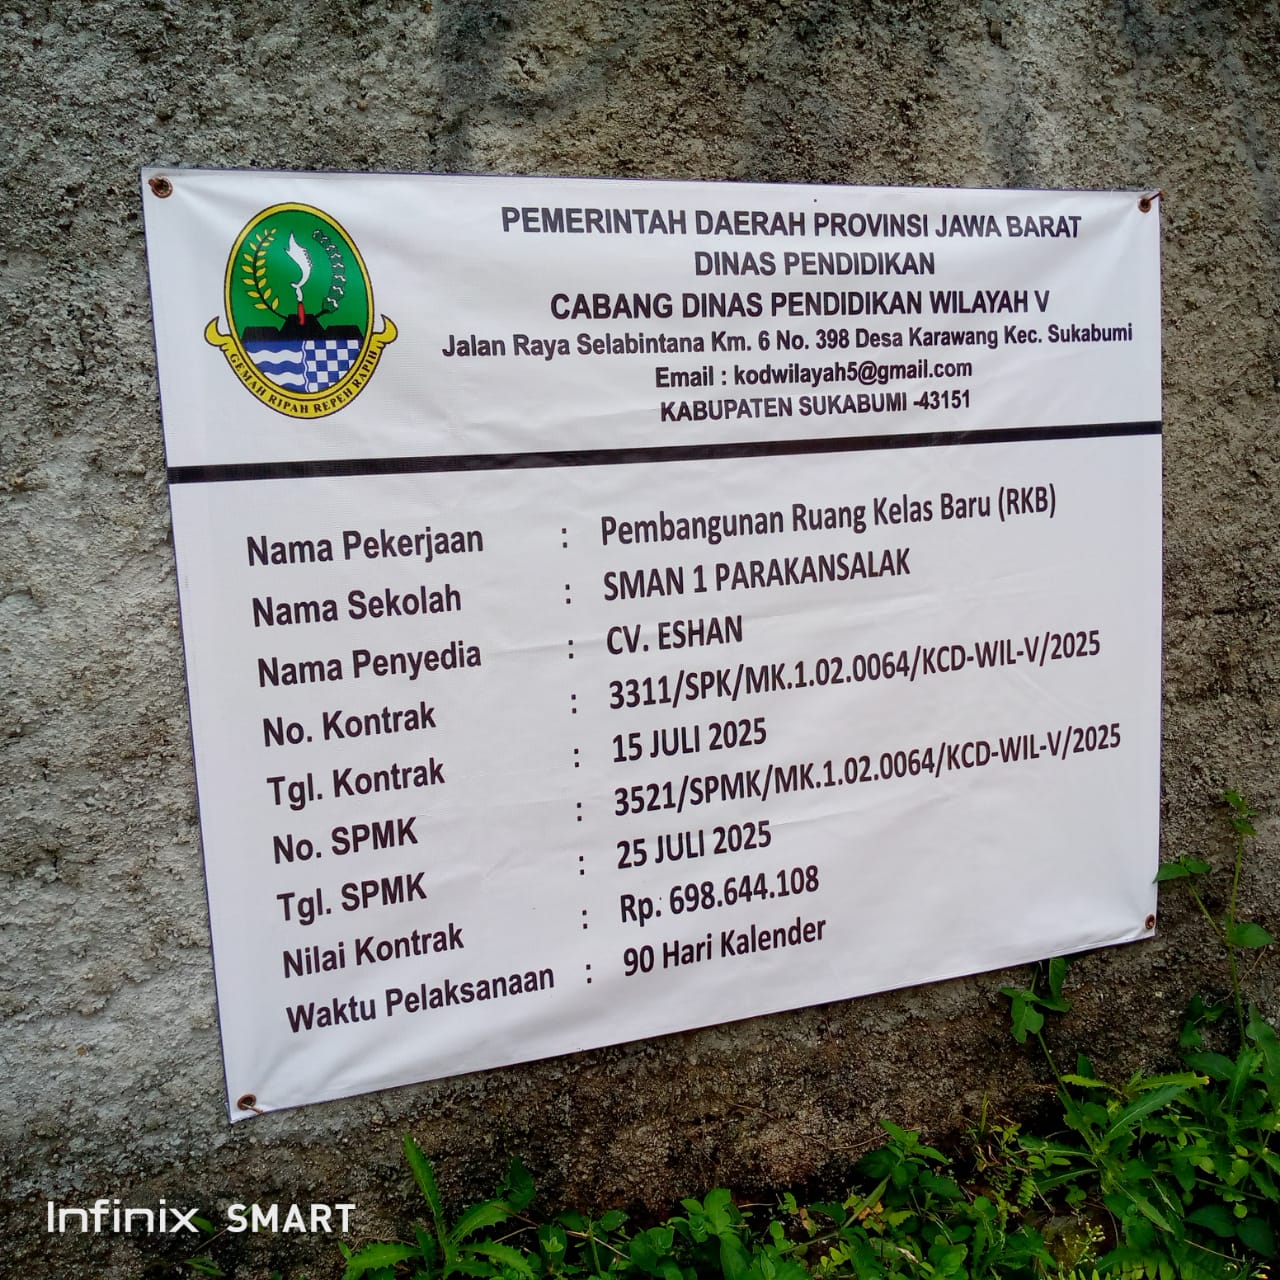 PEMERINTAH DAERAH PROVINSI JAWA BARAT
DINAS PENDIDIKAN
CABANG DINAS PENDIDIKAN WILAYAH V
Jalan Raya Selabintana Km. 6 No. 398 Desa Karawang Kec. Sukabumi
Email : kodwilayah5@gmail.com
KABUPATEN SUKABUMI -43151
GEMAH RIPAH REPEH RAPIH
Nama Pekerjaan : Pembangunan Ruang Kelas Baru (RKB)
Nama Sekolah : SMAN 1 PARAKANSALAK
Nama Penyedia : CV. ESHAN
No. Kontrak : 3311/SPK/MK.1.02.0064/KCD-WIL-V/2025
Tgl. Kontrak : 15 JULI 2025
No. SPMK : 3521/SPMK/MK.1.02.0064/KCD-WIL-V/2025
Tgl. SPMK : 25 JULI 2025
Nilai Kontrak : Rp. 698.644.108
Waktu Pelaksanaan : 90 Hari Kalender
Infinix SMART